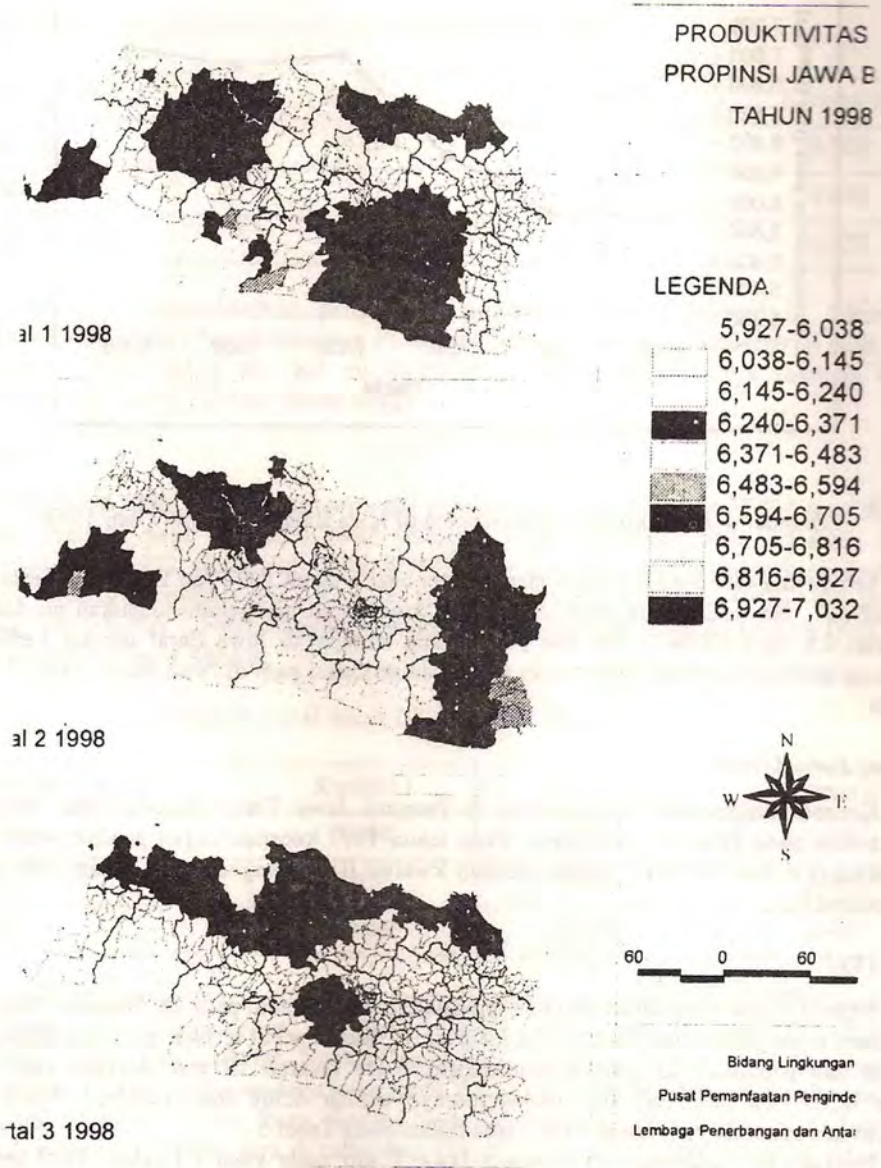 PRODUKTIVITAS
PROPINSI JAWA B
TAHUN 1998
al 1 1998
LEGENDA
5,927-6,038
6,038-6,145
6,145-6,240
6,240-6,371
6,371-6,483
6,483-6,594
6,594-6,705
6,705-6,816
6,816-6,927
6,927-7,032
al 2 1998
N
W E
S
tal 3 1998
60 0 60
Bidang Lingkungan
Pusat Pemanfaatan Penginde
Lembaga Penerbangan dan Antar